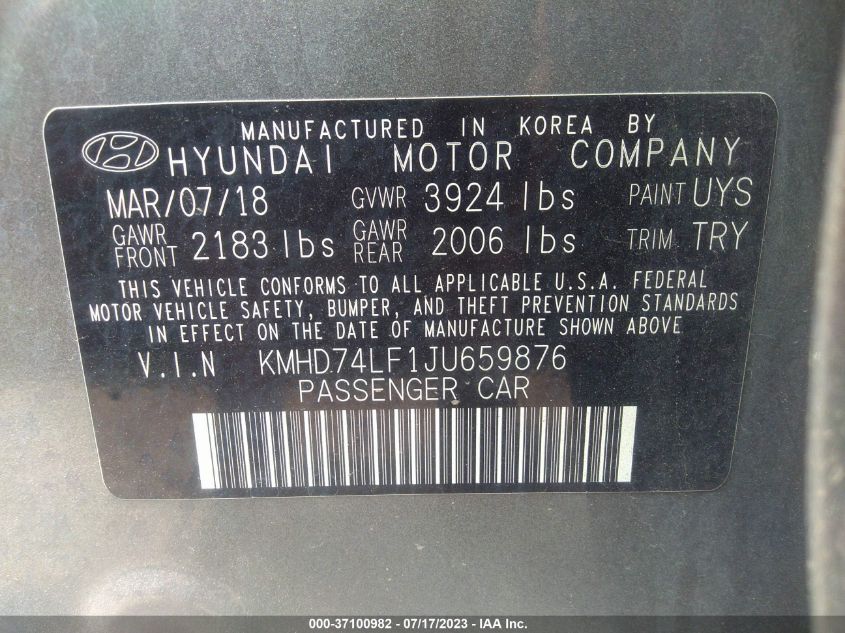 MANUFACTURED IN KOREA BY
HYUNDAI MOTOR COMPANY
MAR/07/18 GVWR 3924 lbs PAINT UYS
GAWR FRONT 2183 lbs GAWR REAR 2006 lbs TRIM TRY
THIS VEHICLE CONFORMS TO ALL APPLICABLE U.S.A. FEDERAL
MOTOR VEHICLE SAFETY, BUMPER, AND THEFT PREVENTION STANDARDS
IN EFFECT ON THE DATE OF MANUFACTURE SHOWN ABOVE
V.I.N KMHD74LF1JU659876
PASSENGER CAR
000-37100982 - 07/17/2023 - IAA Inc.